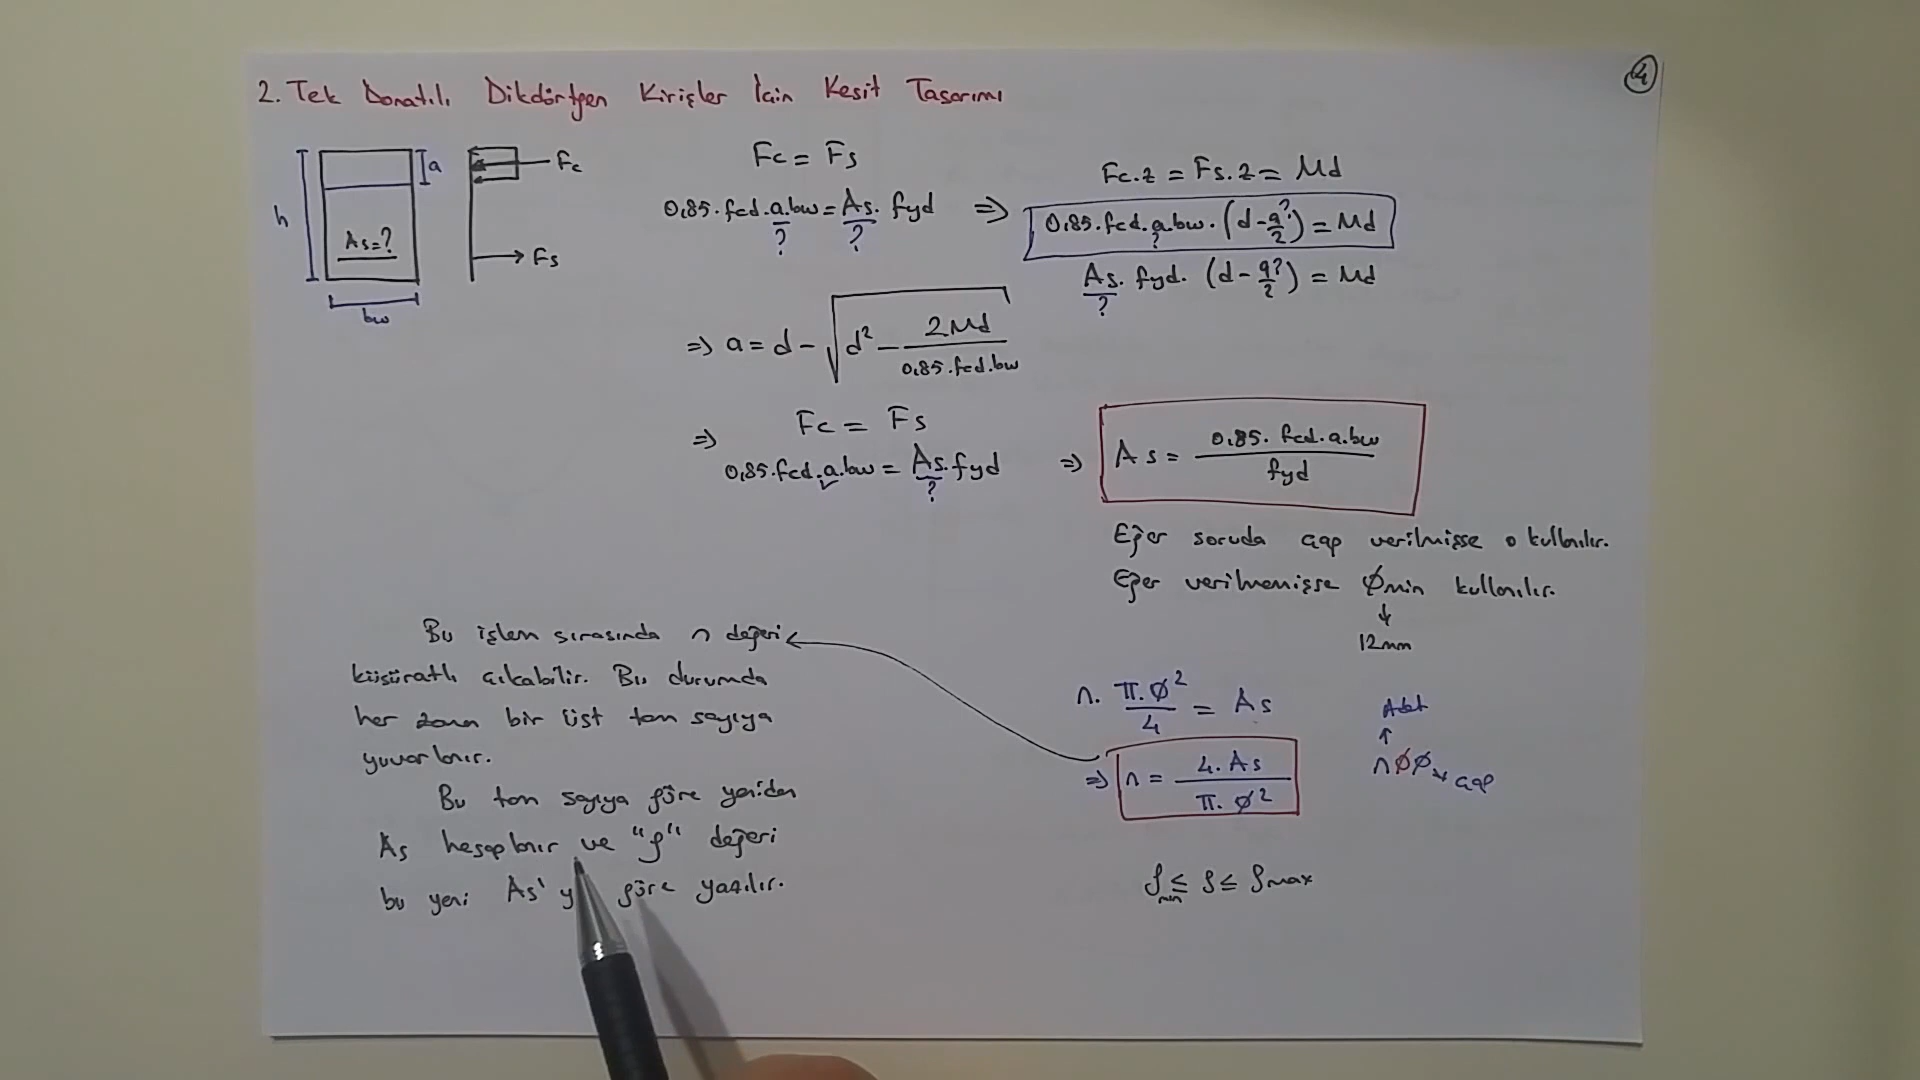 4
2. Tek Donatılı Dikdörtgen Kirişler İçin Kesit Tasarımı
h
a
As=?
bw
Fc
Fs
Fc = Fs
0,85.fcd.a.bw = As.fyd
?
?
⇒
Fc.z = Fs.z = Md
0,85.fcd.a.bw.(d-a/2) = Md
?
?
As.fyd.(d-a/2) = Md
?
?
⇒ a = d - √(d² - 2Md / 0,85.fcd.bw)
⇒ Fc = Fs
0,85.fcd.a.bw = As.fyd
?
⇒ As = 0,85.fcd.a.bw / fyd
Eğer soruda çap verilmişse o kullanılır.
Eğer verilmemişse Ømin kullanılır.
↓
12mm
n. π.Ø²/4 = As
⇒ n = 4.As / π.Ø²
Adet
↑
nØØ → çap
ρmin ≤ ρ ≤ ρmax
Bu işlem sırasında n değeri
küsüratlı çıkabilir. Bu durumda
her zaman bir üst tam sayıya
yuvarlanır.
Bu tam sayıya göre yeniden
As hesaplanır ve "ρ" değeri
bu yeni As' y göre yazılır.